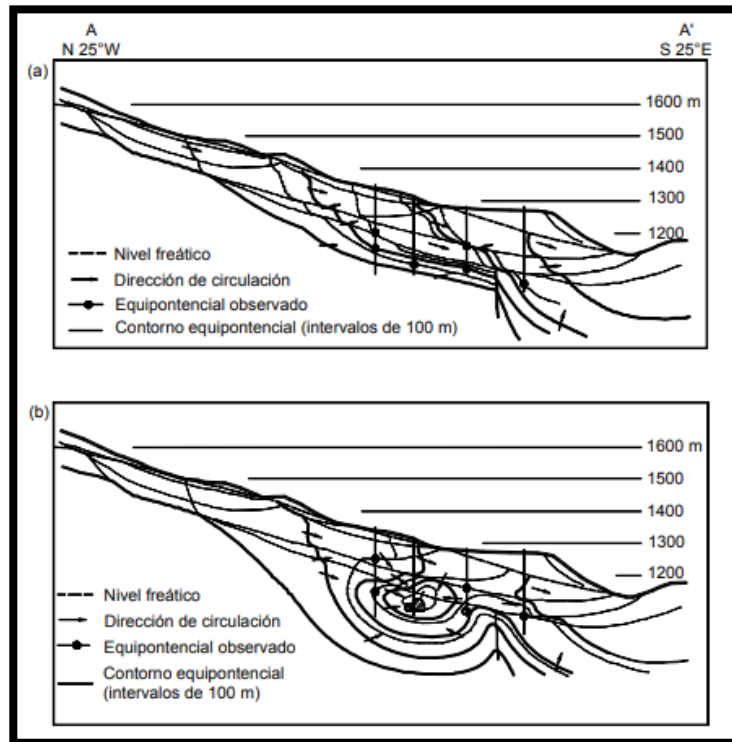 A
N 25°W
A'
S 25°E
(a)
1600 m
1500
1400
1300
1200
Nivel freático
Dirección de circulación
Equipontencial observado
Contorno equipontencial (intervalos de 100 m)
(b)
1600 m
1500
1400
1300
1200
Nivel freático
Dirección de circulación
Equipontencial observado
Contorno equipontencial
(intervalos de 100 m)